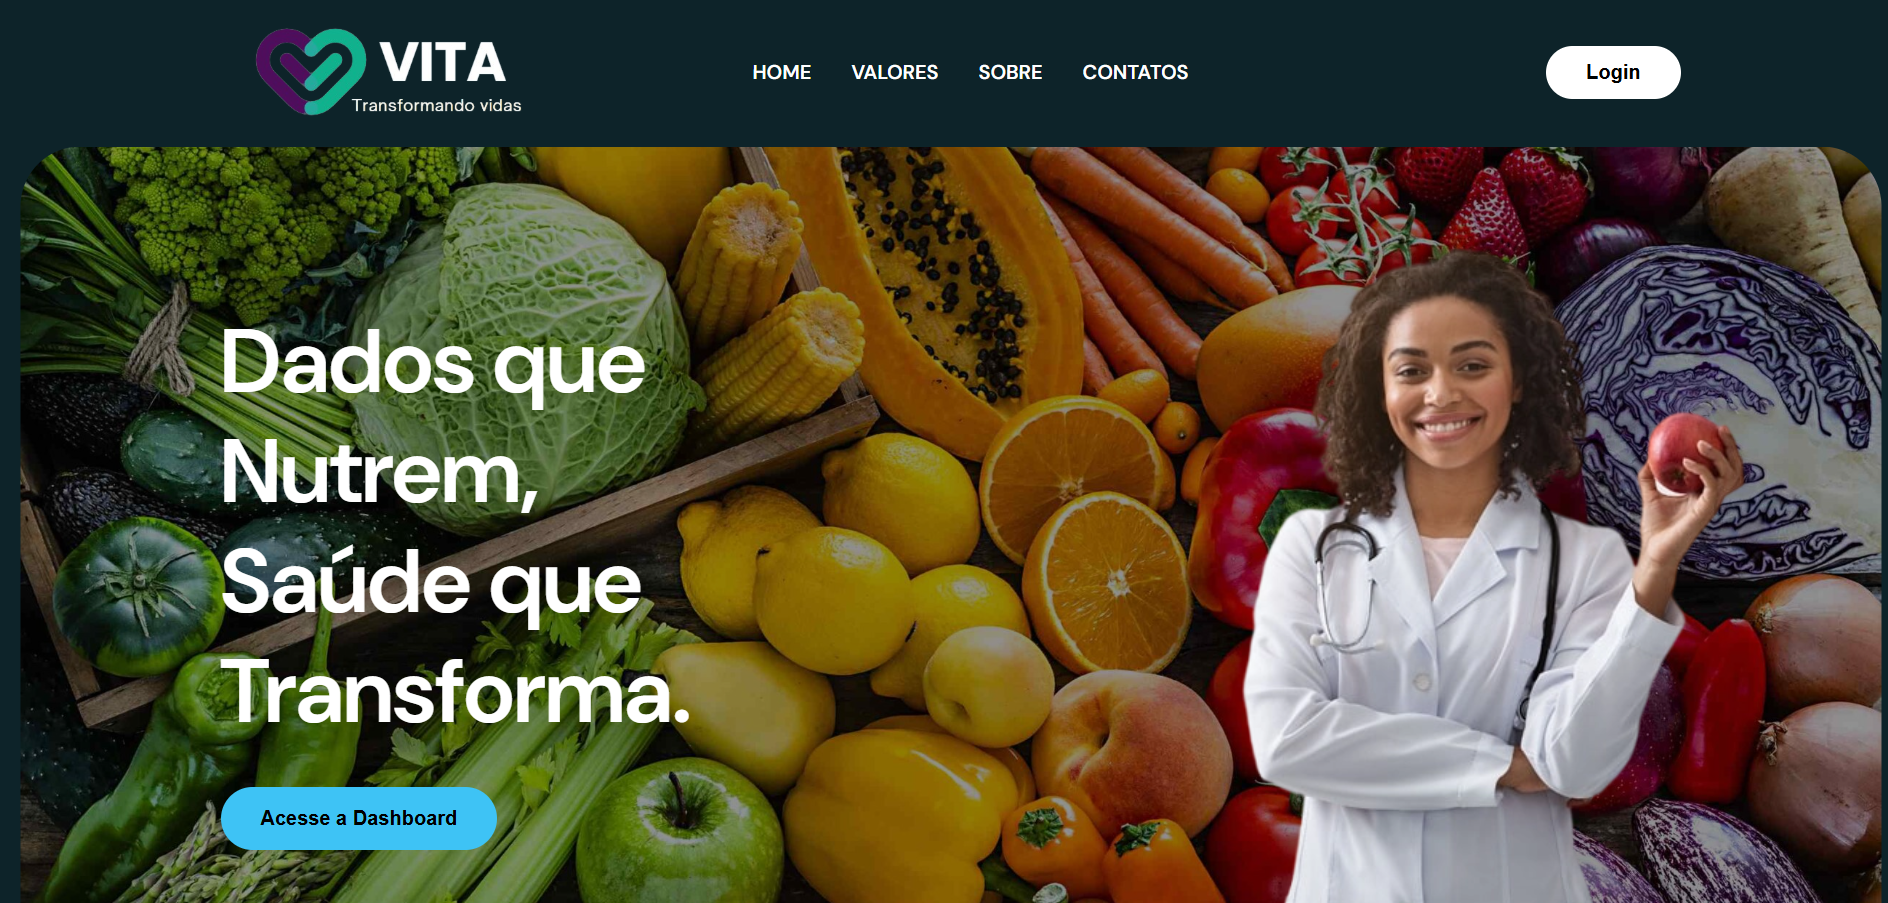 VITA
Transformando vidas
HOME VALORES SOBRE CONTATOS
Login
Dados que
Nutrem,
Saúde que
Transforma.
Acesse a Dashboard